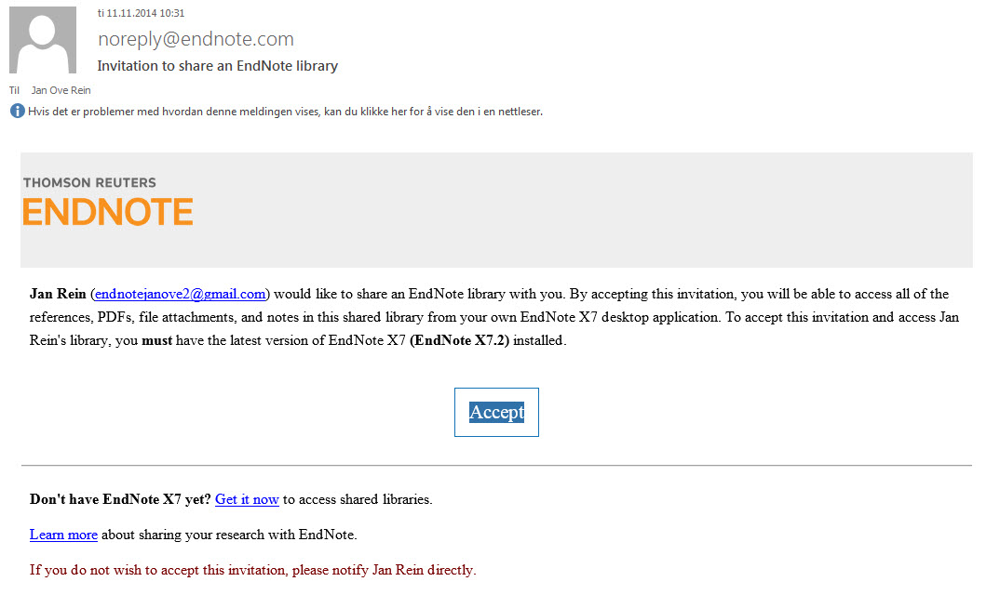 ti 11.11.2014 10:31
noreply@endnote.com
Invitation to share an EndNote library
Til Jan Ove Rein
Hvis det er problemer med hvordan denne meldingen vises, kan du klikke her for å vise den i en nettleser.
THOMSON REUTERS
ENDNOTE
Jan Rein (endnotejanove2@gmail.com) would like to share an EndNote library with you. By accepting this invitation, you will be able to access all of the
references, PDFs, file attachments, and notes in this shared library from your own EndNote X7 desktop application. To accept this invitation and access Jan
Rein's library, you must have the latest version of EndNote X7 (EndNote X7.2) installed.
Accept
Don't have EndNote X7 yet? Get it now to access shared libraries.
Learn more about sharing your research with EndNote.
If you do not wish to accept this invitation, please notify Jan Rein directly.